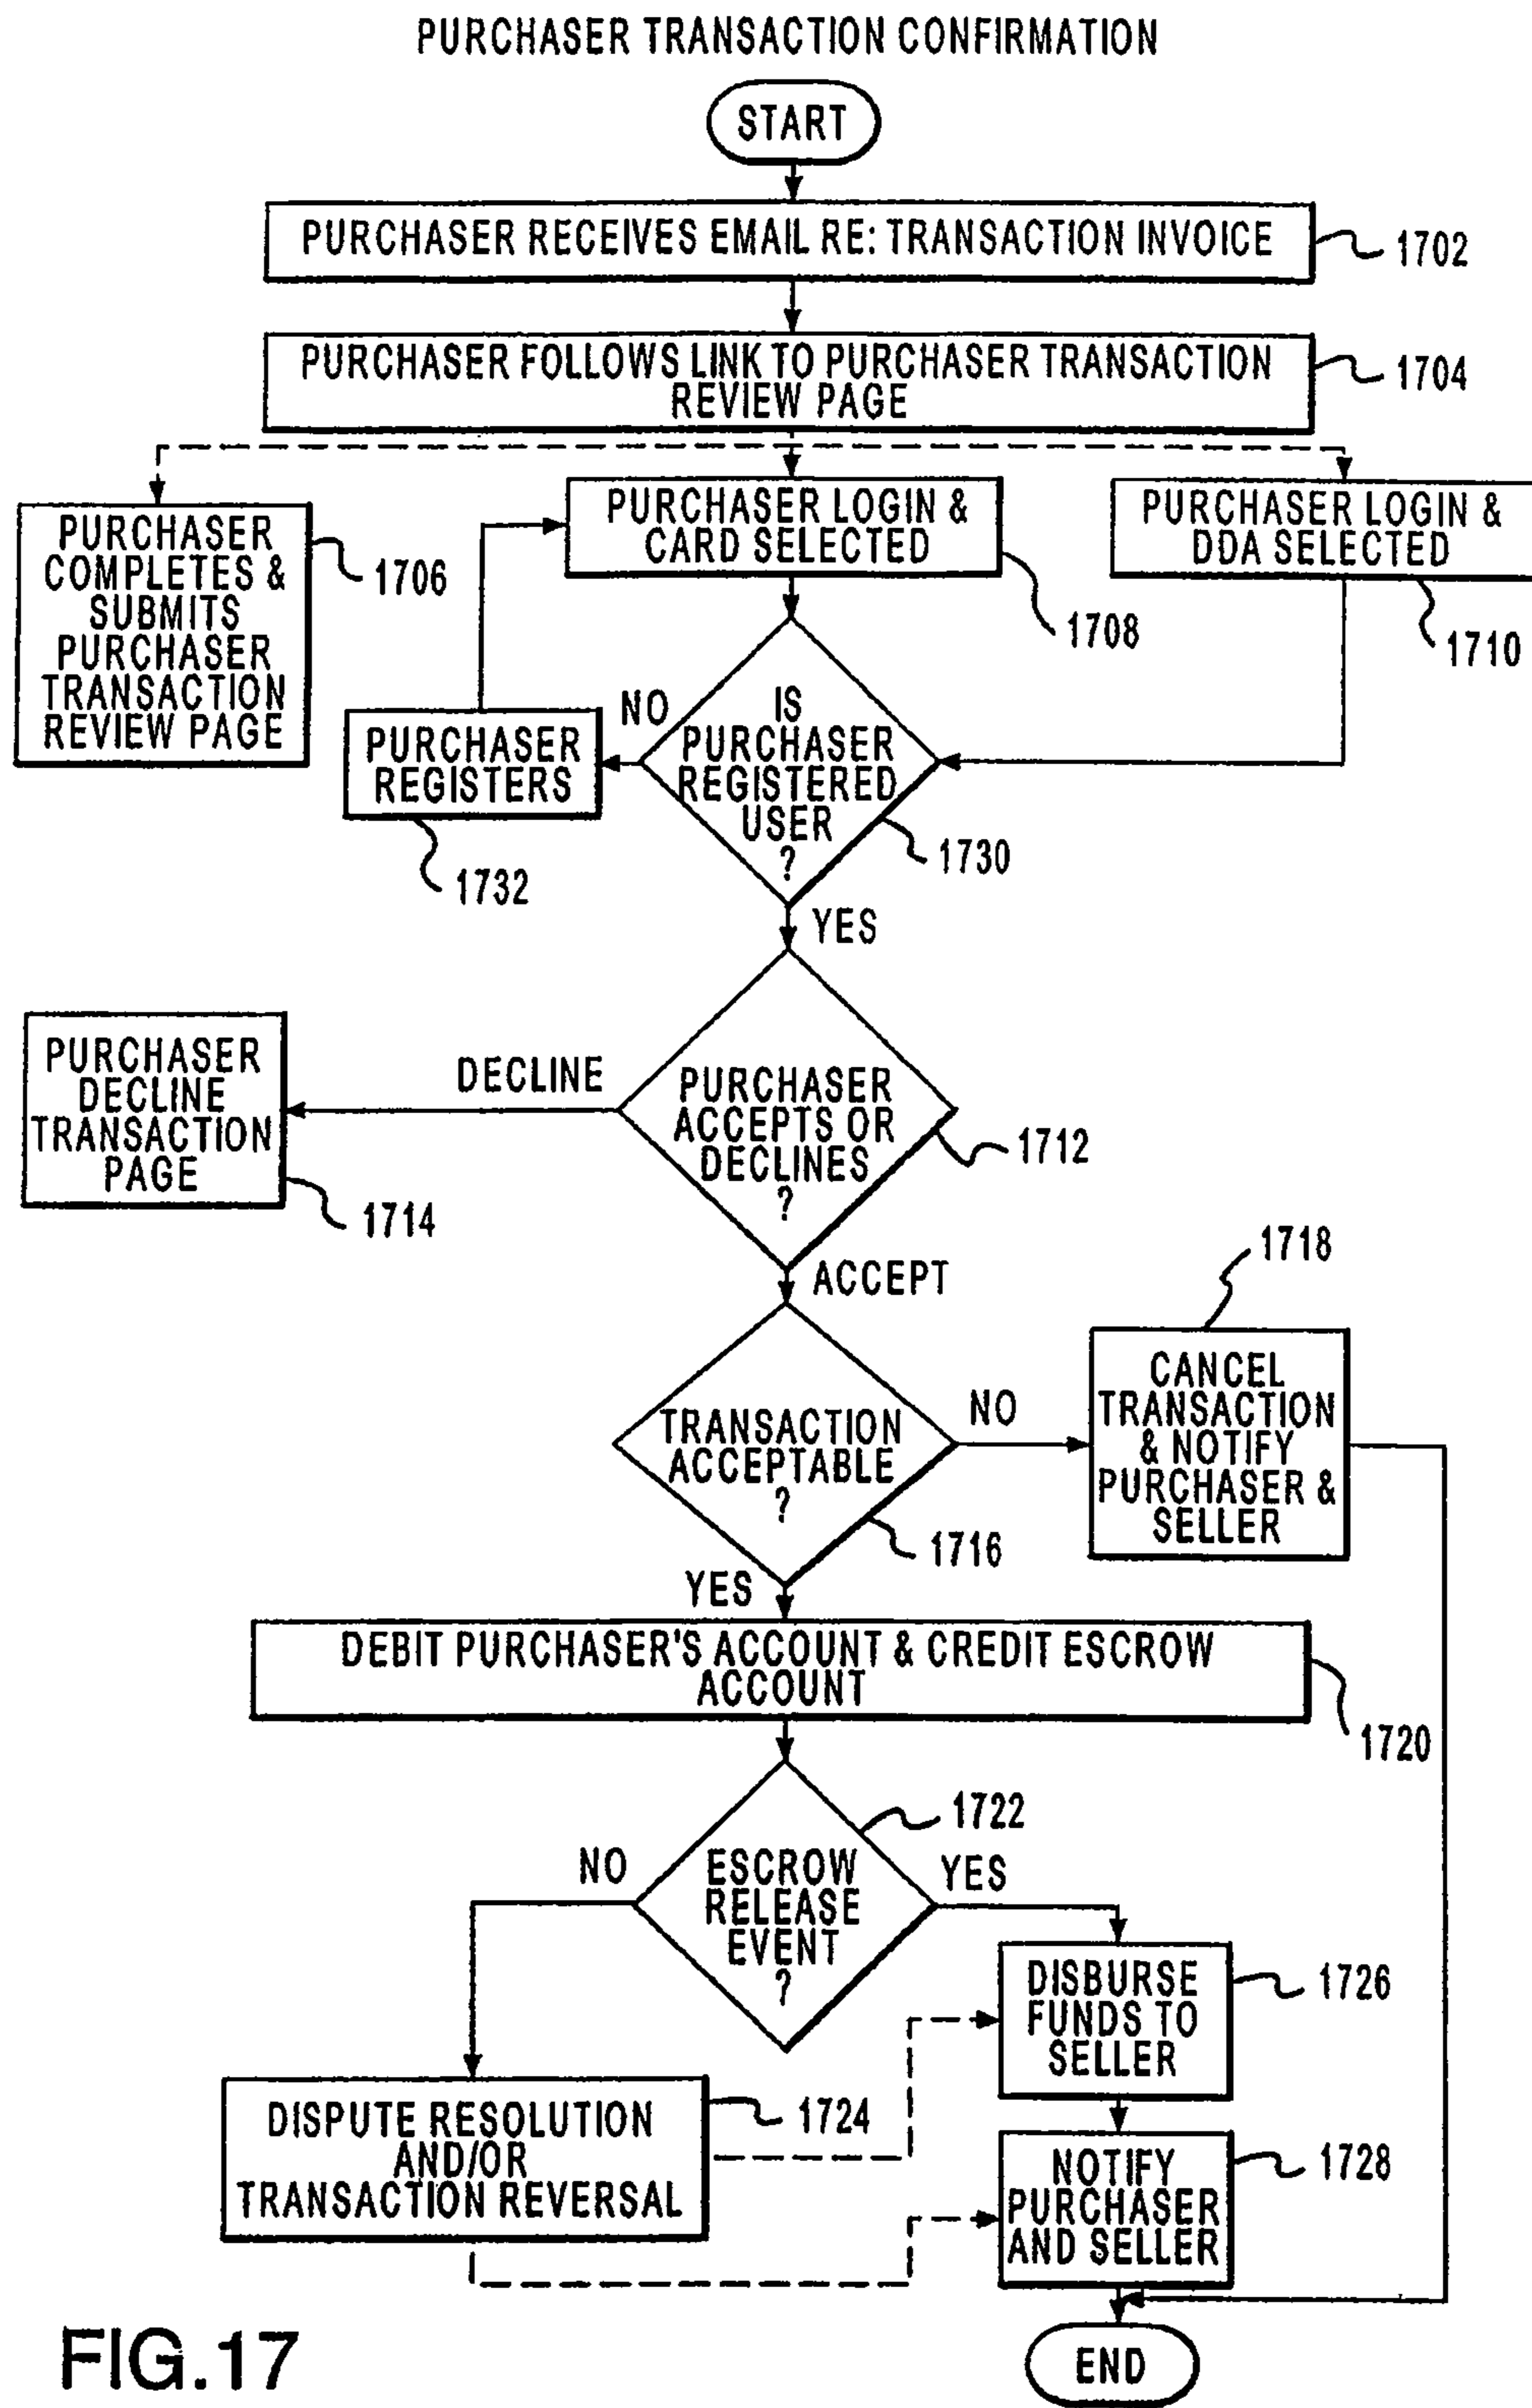 PURCHASER TRANSACTION CONFIRMATION
START
PURCHASER RECEIVES EMAIL RE: TRANSACTION INVOICE
1702
PURCHASER FOLLOWS LINK TO PURCHASER TRANSACTION
REVIEW PAGE
1704
PURCHASER
COMPLETES &
SUBMITS
PURCHASER
TRANSACTION
REVIEW PAGE
1706
PURCHASER LOGIN &
CARD SELECTED
1708
PURCHASER LOGIN &
DDA SELECTED
1710
NO
IS
PURCHASER
REGISTERED
USER
?
1730
PURCHASER
REGISTERS
1732
YES
PURCHASER
DECLINE
TRANSACTION
PAGE
1714
DECLINE
PURCHASER
ACCEPTS OR
DECLINES
?
1712
ACCEPT
1718
TRANSACTION
ACCEPTABLE
?
1716
NO
CANCEL
TRANSACTION
& NOTIFY
PURCHASER &
SELLER
YES
DEBIT PURCHASER'S ACCOUNT & CREDIT ESCROW
ACCOUNT
1720
1722
NO
ESCROW
RELEASE
EVENT
?
YES
DISBURSE
FUNDS TO
SELLER
1726
DISPUTE RESOLUTION
AND/OR
TRANSACTION REVERSAL
1724
NOTIFY
PURCHASER
AND SELLER
1728
END
FIG.17